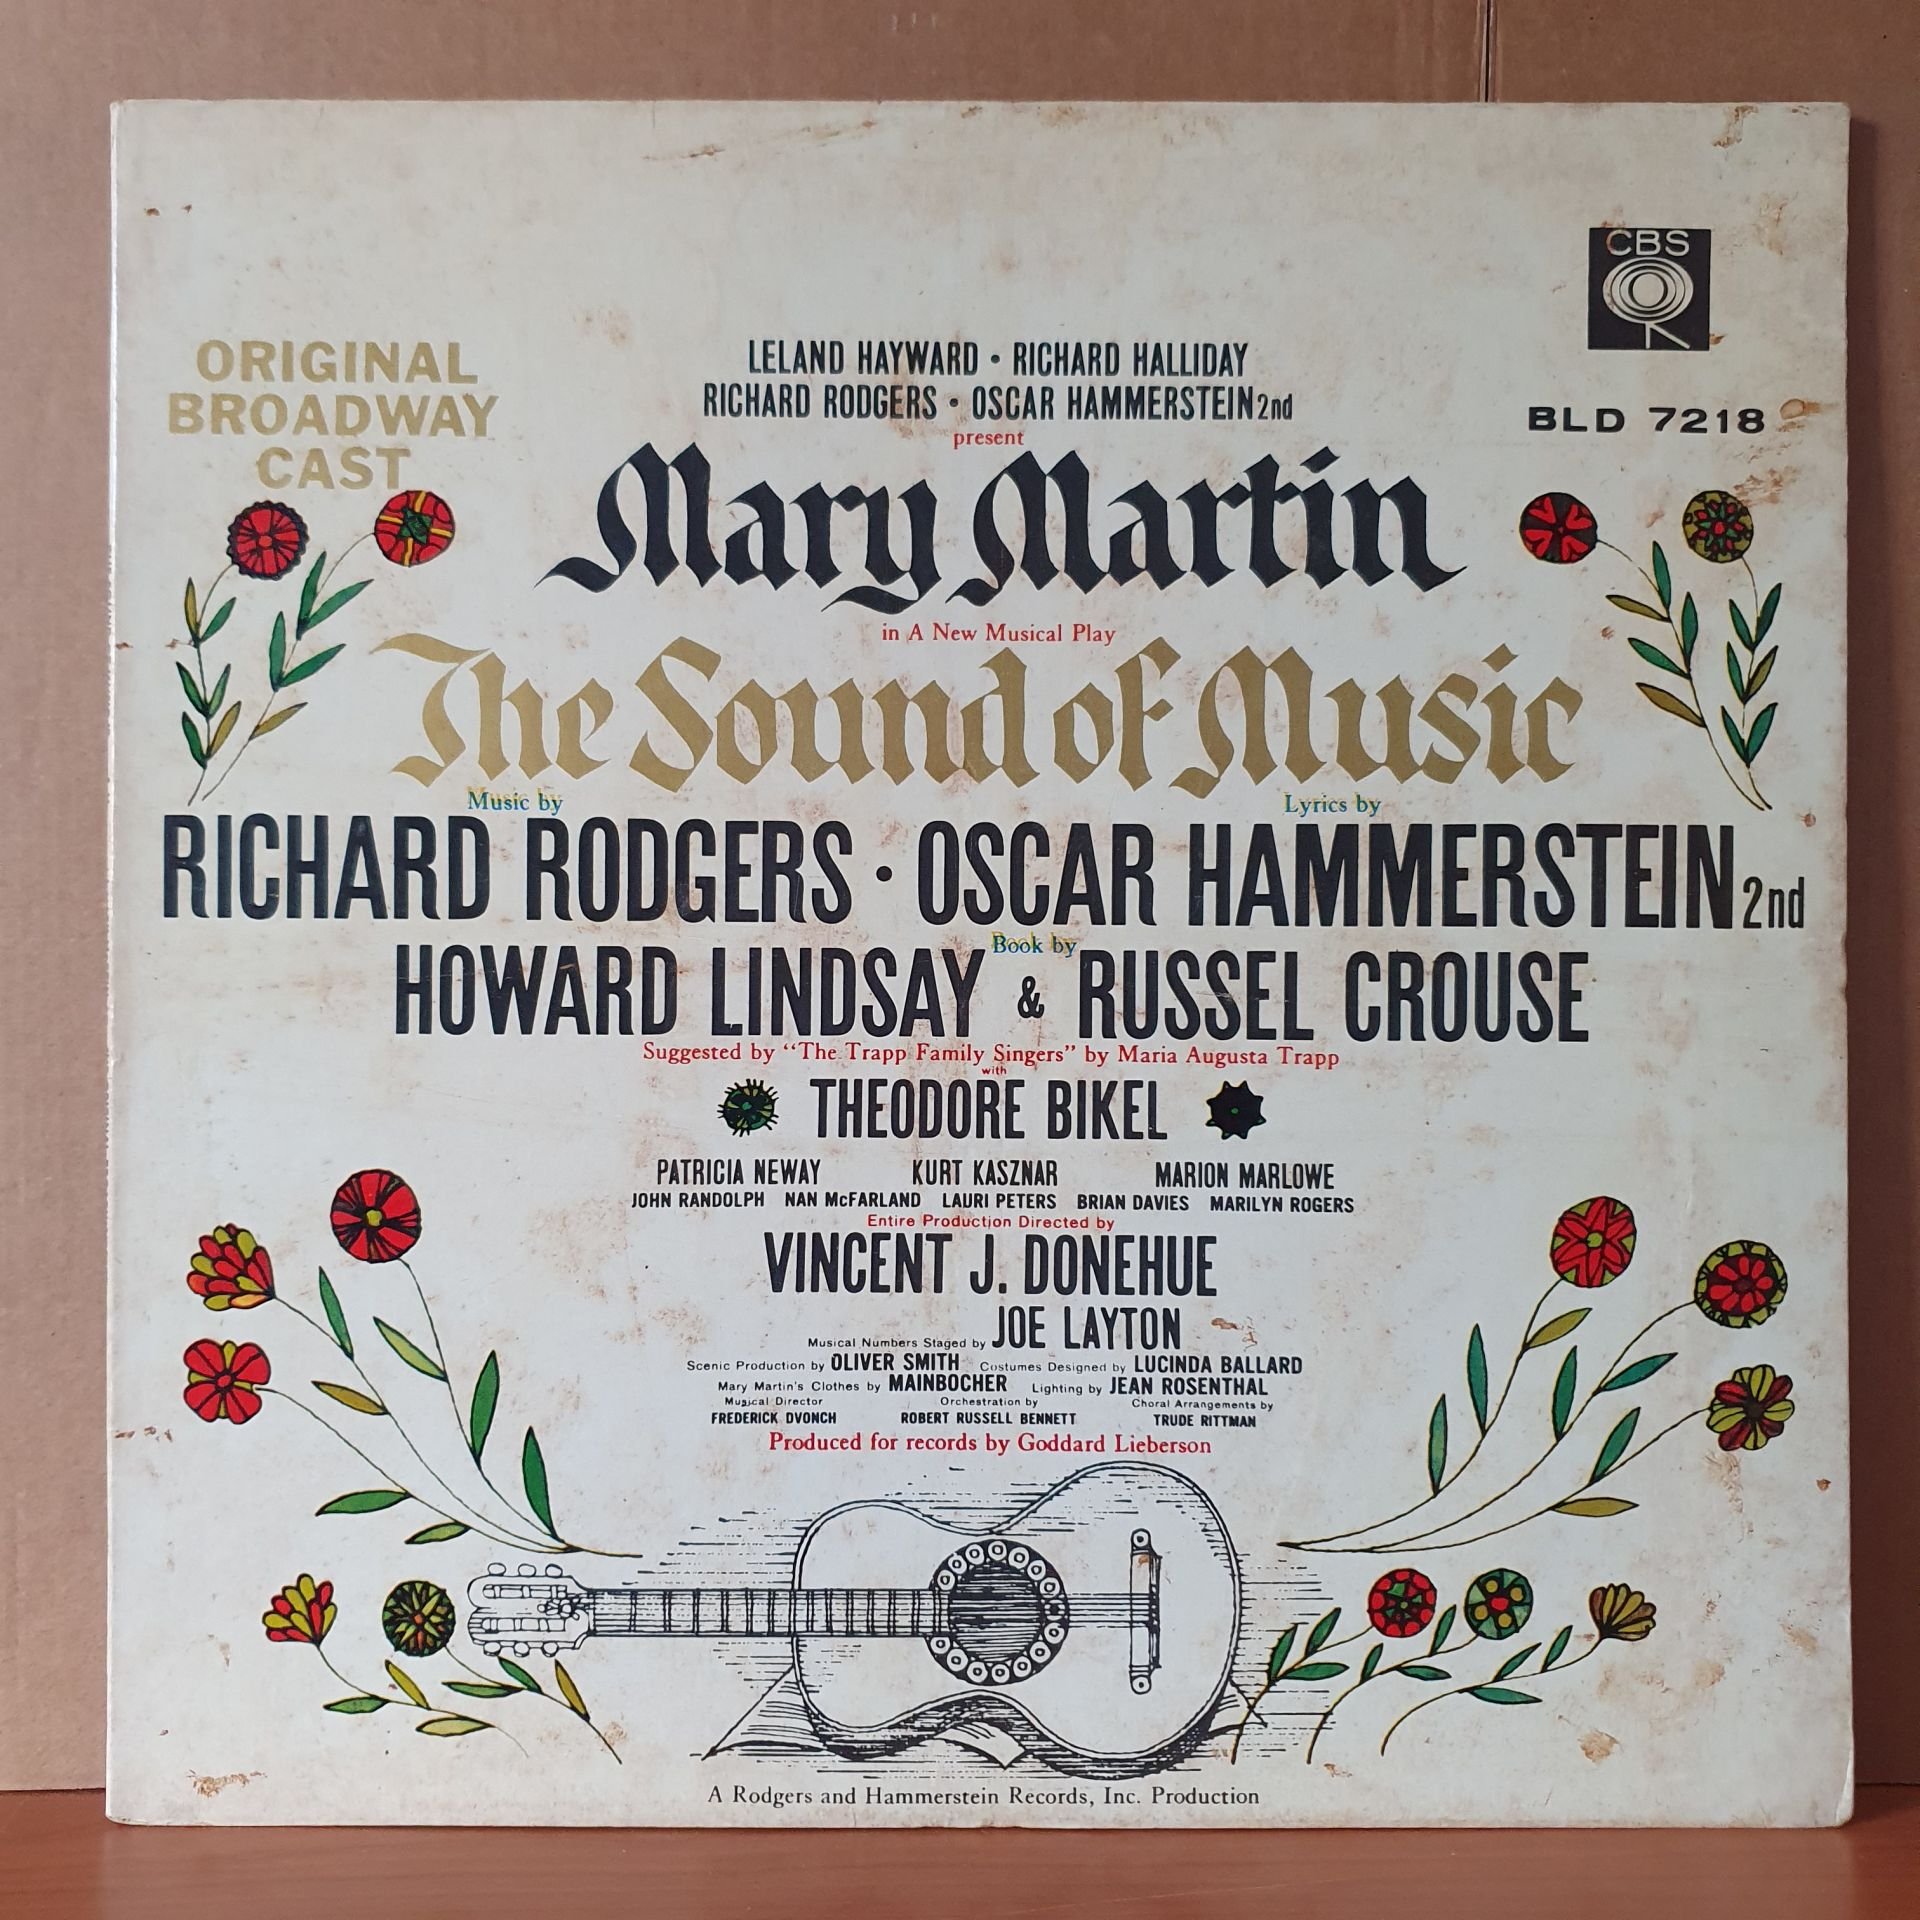 CBS
ORIGINAL
BROADWAY
CAST
LELAND HAYWARD • RICHARD HALLIDAY
RICHARD RODGERS • OSCAR HAMMERSTEIN 2nd
BLD 7218
present
Mary Martin
in A New Musical Play
The Sound of Music
Music by Lyrics by
RICHARD RODGERS • OSCAR HAMMERSTEIN 2nd
Book by
HOWARD LINDSAY & RUSSEL CROUSE
Suggested by "The Trapp Family Singers" by Maria Augusta Trapp
with
THEODORE BIKEL
PATRICIA NEWAY KURT KASZNAR MARION MARLOWE
JOHN RANDOLPH NAN McFARLAND LAURI PETERS BRIAN DAVIES MARILYN ROGERS
Entire Production Directed by
VINCENT J. DONEHUE
Musical Numbers Staged by JOE LAYTON
Scenic Production by OLIVER SMITH Costumes Designed by LUCINDA BALLARD
Mary Martin's Clothes by MAINBOCHER Lighting by JEAN ROSENTHAL
Musical Director Orchestration by Choral Arrangements by
FREDERICK DVONCH ROBERT RUSSELL BENNETT TRUDE RITTMAN
Produced for records by Goddard Lieberson
A Rodgers and Hammerstein Records, Inc. Production